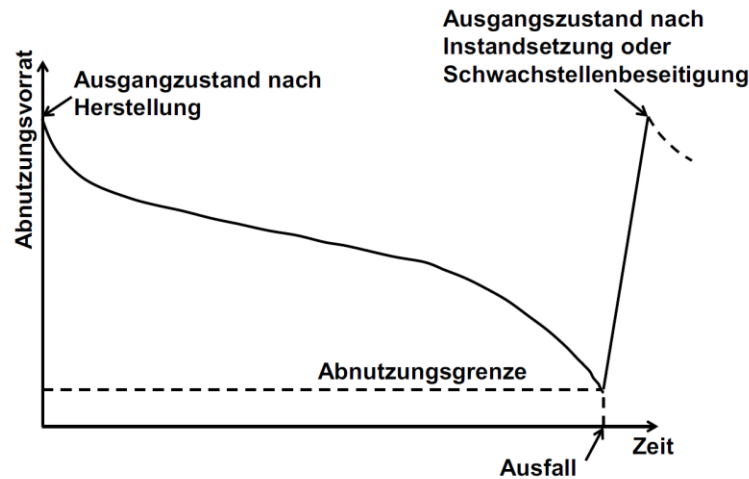 Ausgangszustand nach
Instandsetzung oder
Schwachstellenbeseitigung
Ausgangzustand nach
Herstellung
Abnutzungsvorrat
Abnutzungsgrenze
Zeit
Ausfall